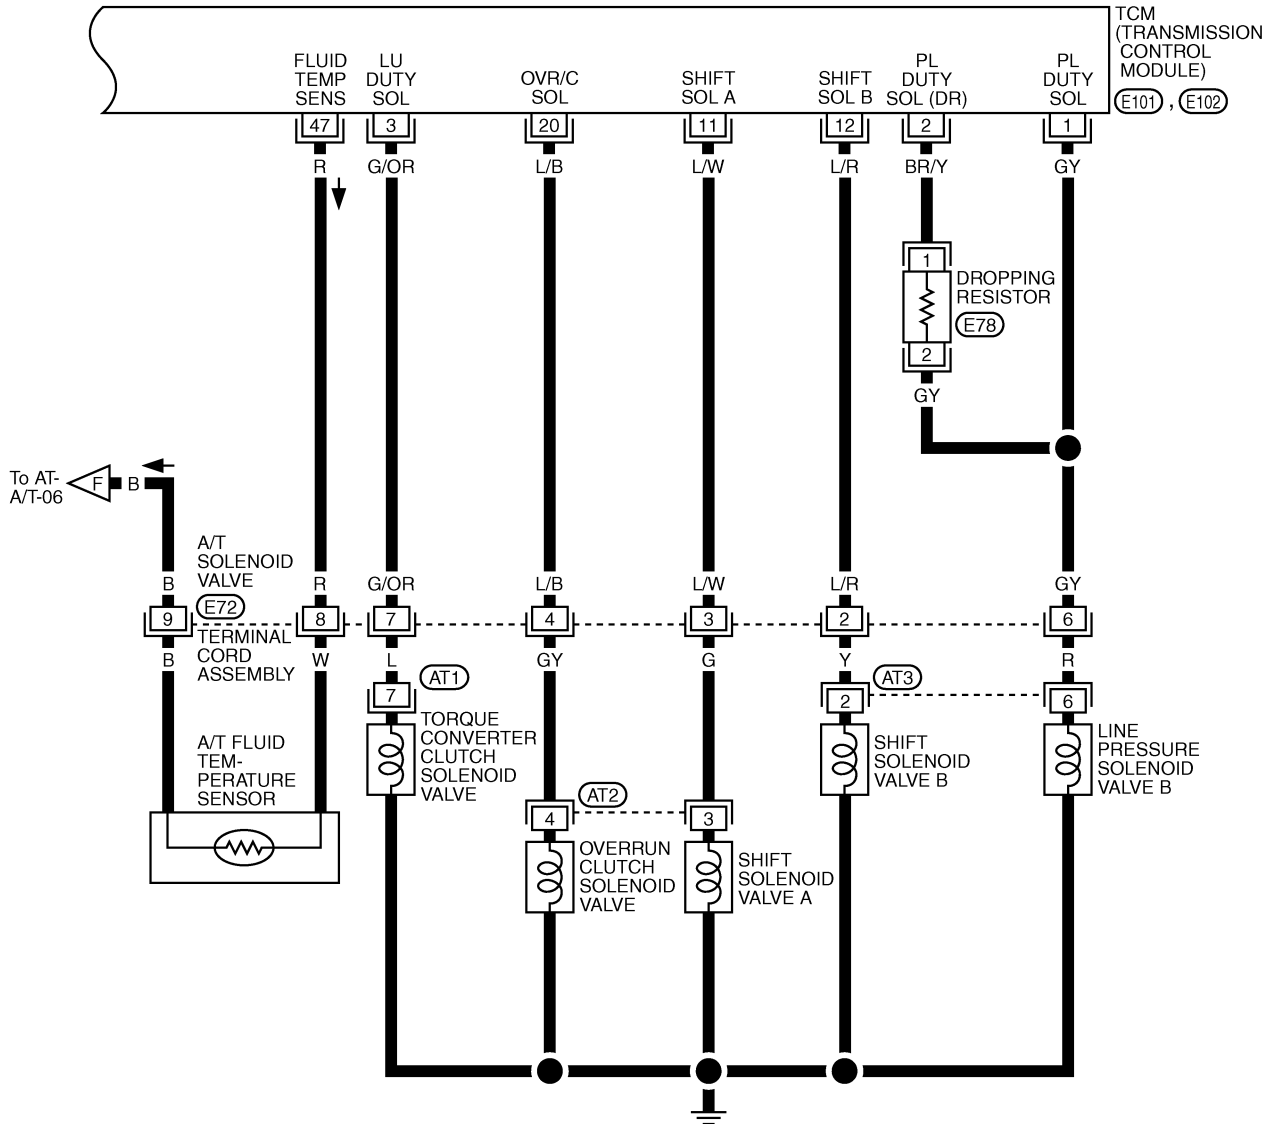 TCM
(TRANSMISSION
CONTROL
MODULE)
E101 , E102
FLUID
TEMP
SENS
LU
DUTY
SOL
OVR/C
SOL
SHIFT
SOL A
SHIFT
SOL B
PL
DUTY
SOL (DR)
PL
DUTY
SOL
47 3 20 11 12 2 1
R G/OR L/B L/W L/R BR/Y GY
1
DROPPING
RESISTOR
E78
2
GY
To AT-
A/T-06
F B
A/T
SOLENOID
VALVE
E72
B R G/OR L/B L/W L/R GY
9 8 7 4 3 2 6
TERMINAL
CORD
ASSEMBLY
B W L GY G Y R
7
AT1
2
AT3
6
TORQUE
CONVERTER
CLUTCH
SOLENOID
VALVE
SHIFT
SOLENOID
VALVE B
LINE
PRESSURE
SOLENOID
VALVE B
A/T FLUID
TEM-
PERATURE
SENSOR
4
AT2
3
OVERRUN
CLUTCH
SOLENOID
VALVE
SHIFT
SOLENOID
VALVE A